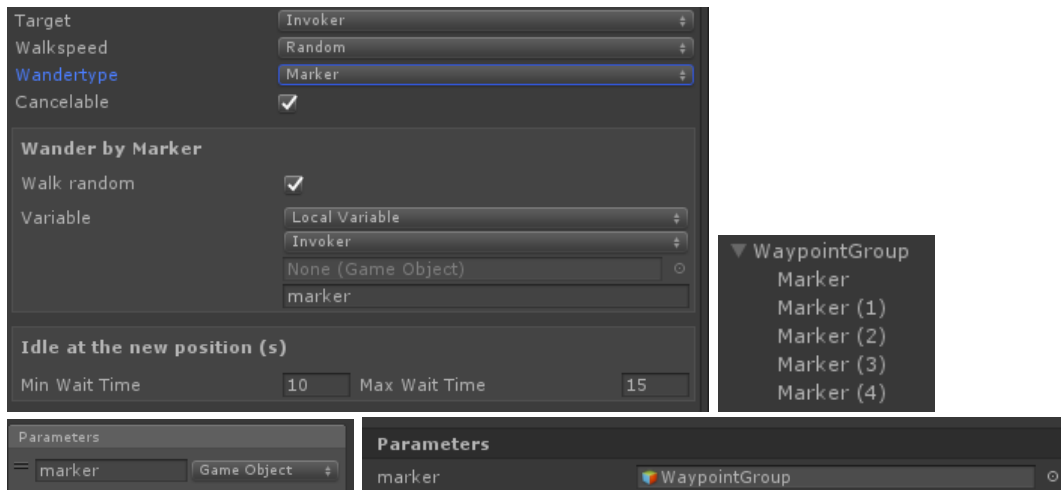 Target Invoker
Walkspeed Random
Wandertype Marker
Cancelable
Wander by Marker
Walk random
Variable Local Variable
Invoker
None (Game Object)
marker
Idle at the new position (s)
Min Wait Time 10 Max Wait Time 15
WaypointGroup
Marker
Marker (1)
Marker (2)
Marker (3)
Marker (4)
Parameters
marker Game Object
Parameters
marker WaypointGroup